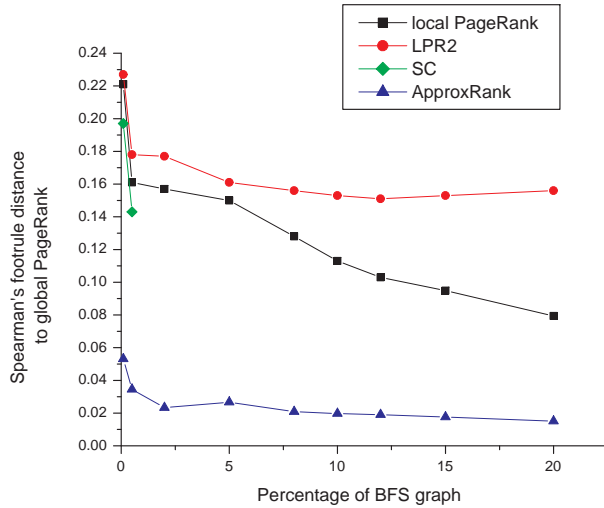 local PageRank
LPR2
SC
ApproxRank
0.24
0.22
0.20
0.18
0.16
0.14
0.12
0.10
0.08
0.06
0.04
0.02
0.00
Spearman's footrule distance
to global PageRank
0
5
10
15
20
Percentage of BFS graph